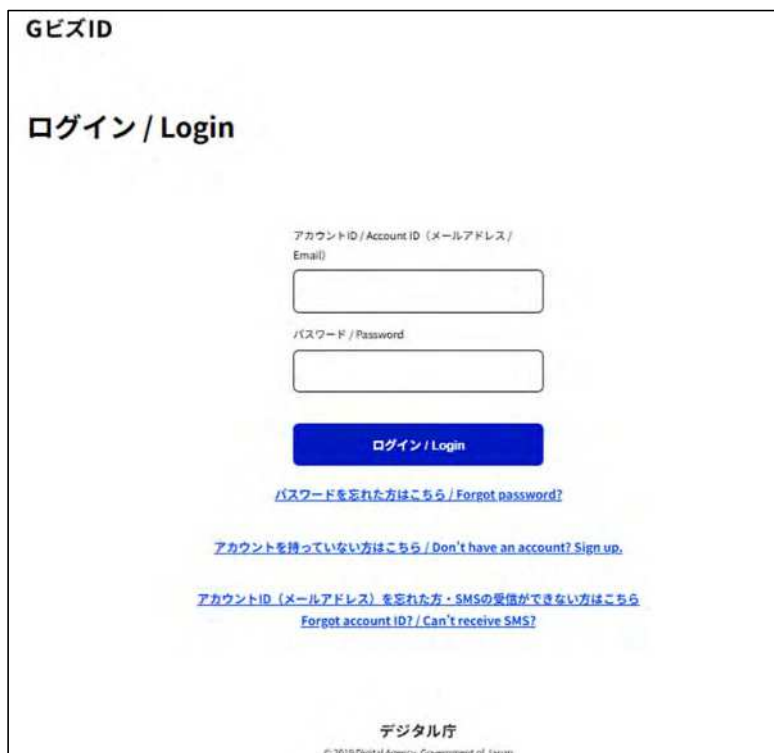 GビズID
ログイン / Login
アカウントID / Account ID（メールアドレス /
Email）
パスワード / Password
ログイン / Login
パスワードを忘れた方はこちら / Forgot password?
アカウントを持っていない方はこちら / Don't have an account? Sign up.
アカウントID（メールアドレス）を忘れた方・SMSの受信ができない方はこちら
Forgot account ID? / Can't receive SMS?
デジタル庁
© 2019 Digital Agency, Government of Japan